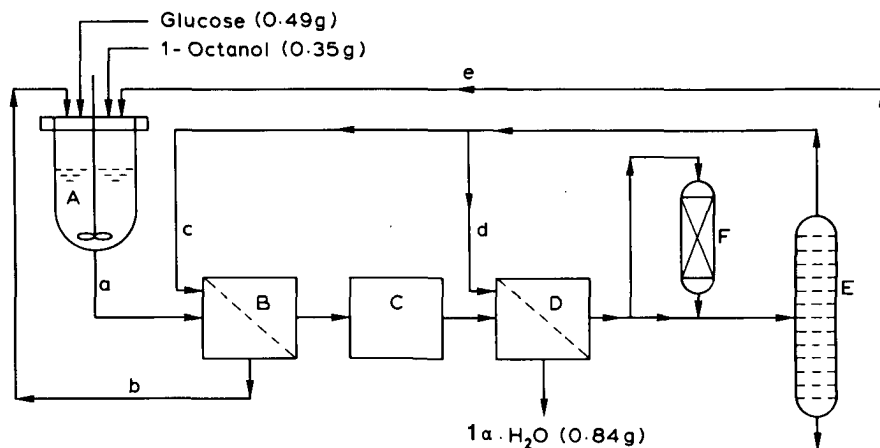 Glucose (0·49g)
1-Octanol (0·35g)
e
A
c
d
F
a
B
C
D
E
b
1α·H₂O (0·84g)